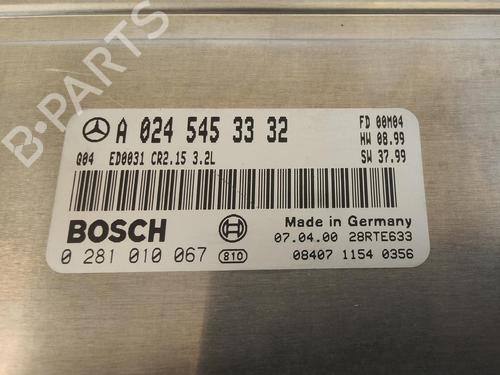 B-PARTS
A 024 545 33 32
FD 00M04
HW 08.99
Q04 ED0031 CR2.15 3.2L
SW 37.99
BOSCH
Made in Germany
07.04.00 28RTE633
0 281 010 067 810
08407 1154 0356